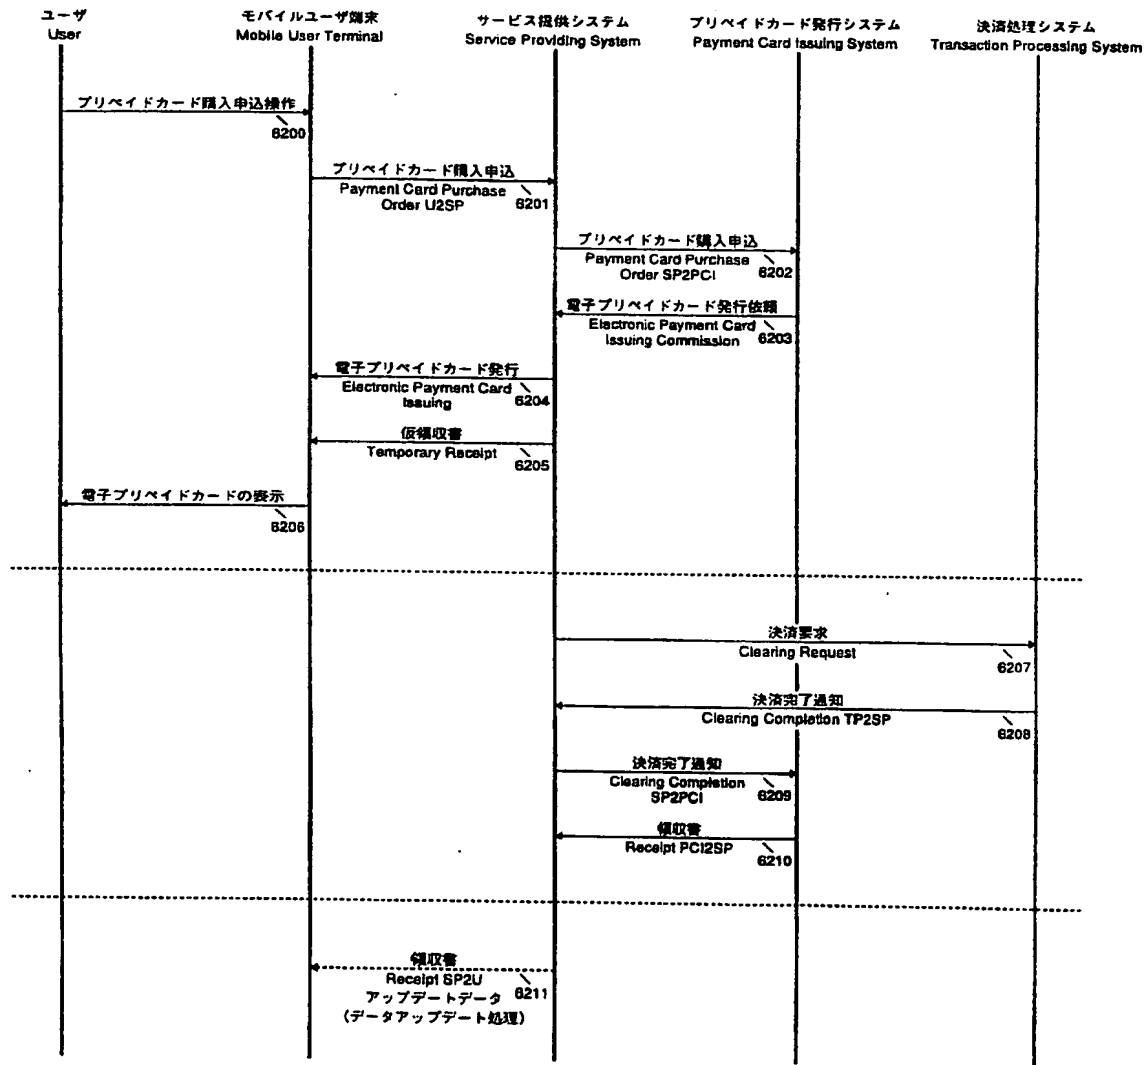 ユーザ
User
モバイルユーザ端末
Mobile User Terminal
サービス提供システム
Service Providing System
プリペイドカード発行システム
Payment Card Issuing System
決済処理システム
Transaction Processing System
プリペイドカード購入申込操作
6200
プリペイドカード購入申込
Payment Card Purchase
Order U2SP
6201
プリペイドカード購入申込
Payment Card Purchase
Order SP2PCI
6202
電子プリペイドカード発行依頼
Electronic Payment Card
Issuing Commission
6203
電子プリペイドカード発行
Electronic Payment Card
Issuing
6204
仮領収書
Temporary Receipt
6205
電子プリペイドカードの表示
6206
決済要求
Clearing Request
6207
決済完了通知
Clearing Completion TP2SP
6208
決済完了通知
Clearing Completion
SP2PCI
6209
領収書
Receipt PCI2SP
6210
領収書
Receipt SP2U
6211
アップデートデータ
（データアップデート処理）